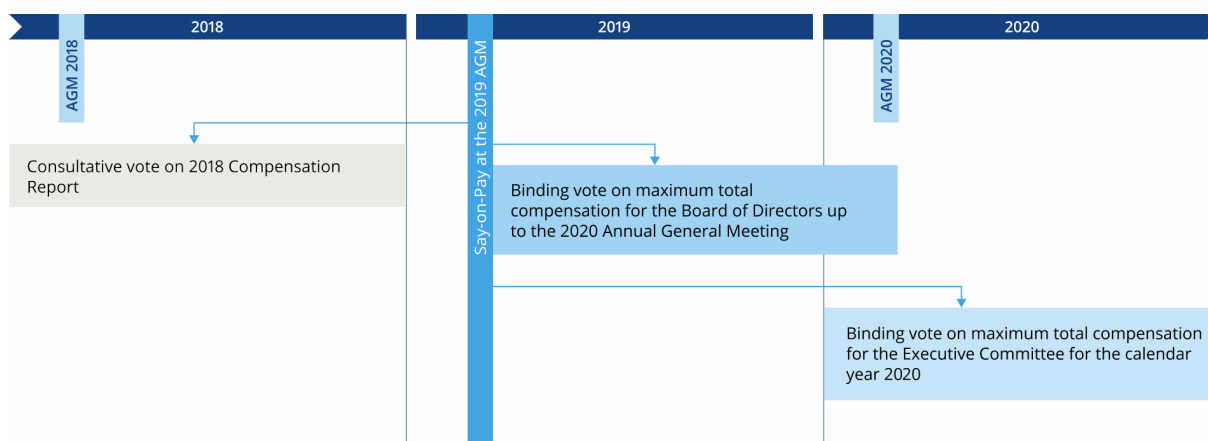 2018
2019
2020
AGM 2018
Say-on-Pay at the 2019 AGM
AGM 2020
Consultative vote on 2018 Compensation
Report
Binding vote on maximum total
compensation for the Board of Directors up
to the 2020 Annual General Meeting
Binding vote on maximum total compensation
for the Executive Committee for the calendar
year 2020